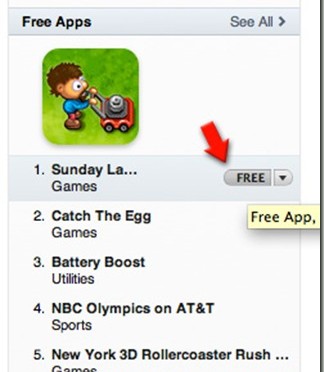 Free Apps See All >
1. Sunday La...
Games
FREE
Free App,
2. Catch The Egg
Games
3. Battery Boost
Utilities
4. NBC Olympics on AT&T
Sports
5. New York 3D Rollercoaster Rush ...
Games